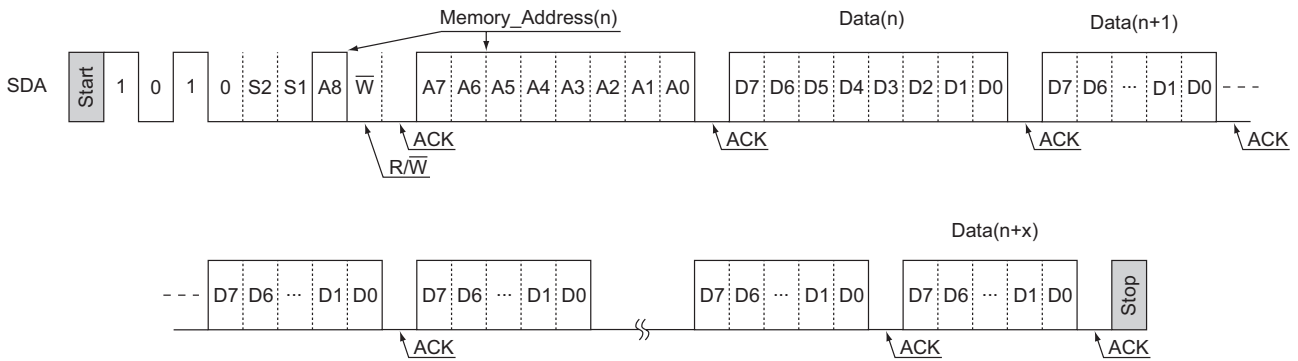 Memory_Address(n) Data(n) Data(n+1)
SDA Start 1 0 1 0 S2 S1 A8 W̅ A7 A6 A5 A4 A3 A2 A1 A0 D7 D6 D5 D4 D3 D2 D1 D0 D7 D6 ... D1 D0
ACK ACK ACK ACK
R/W̅
Data(n+x)
D7 D6 ... D1 D0 D7 D6 ... D1 D0 D7 D6 ... D1 D0 D7 D6 ... D1 D0 Stop
ACK ACK ACK